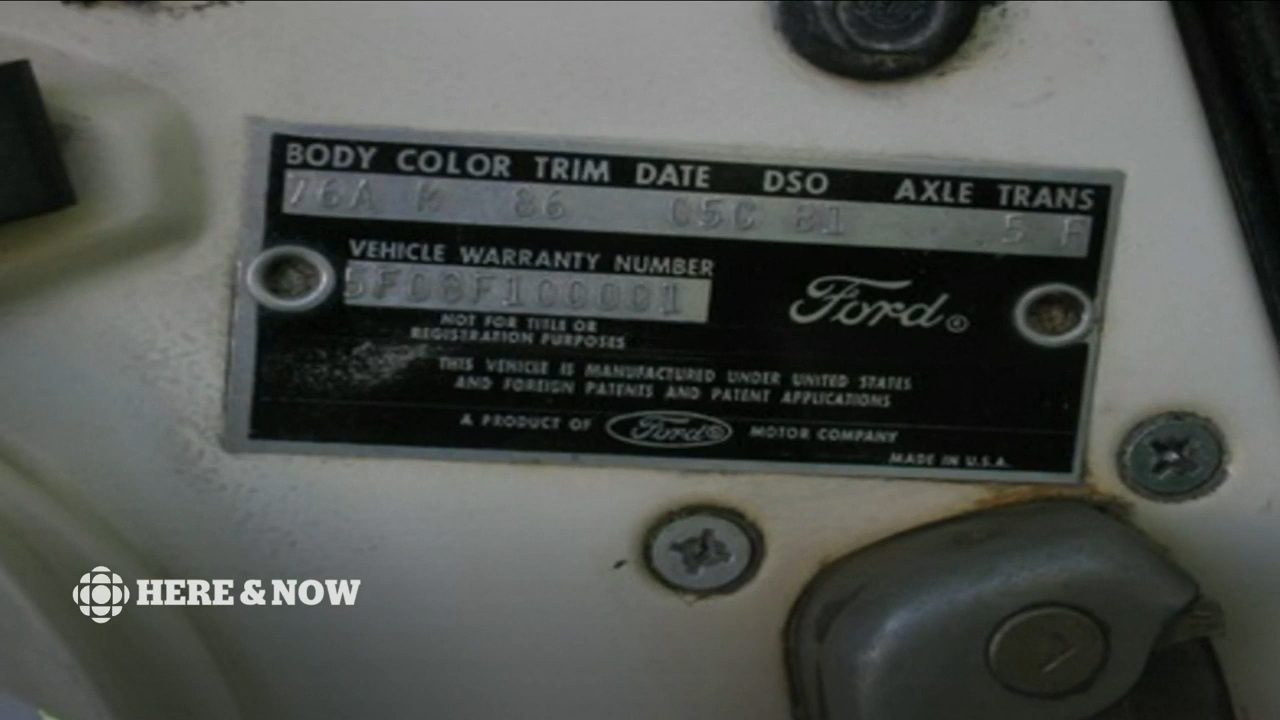 BODY COLOR TRIM DATE DSO AXLE TRANS
76A M 86 05C 81 5 F
VEHICLE WARRANTY NUMBER
5F08F100001
NOT FOR TITLE OR
REGISTRATION PURPOSES
Ford®
THIS VEHICLE IS MANUFACTURED UNDER UNITED STATES
AND FOREIGN PATENTS AND PATENT APPLICATIONS
A PRODUCT OF Ford® MOTOR COMPANY
MADE IN U.S.A.
HERE & NOW